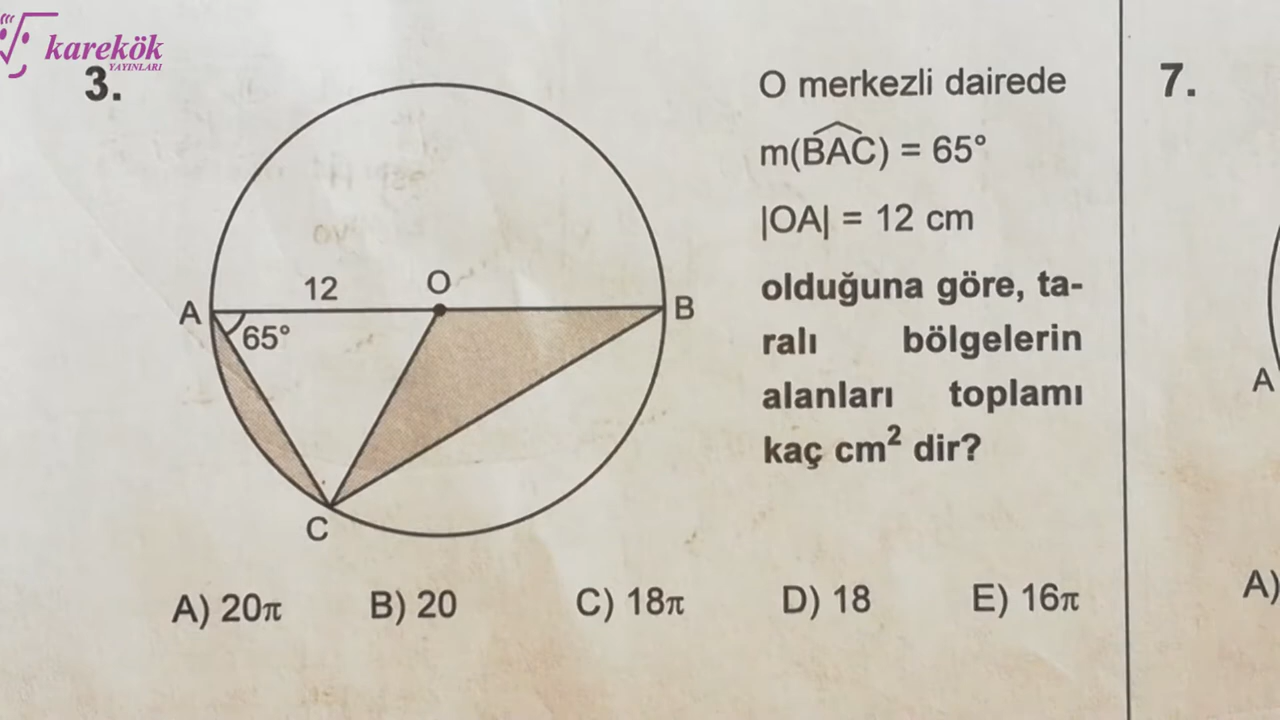 karekök
YAYINLARI
3.
O merkezli dairede
m(BAC) = 65°
|OA| = 12 cm
olduğuna göre, ta-
ralı bölgelerin
alanları toplamı
kaç cm² dir?
12
O
A
B
65°
C
A) 20π B) 20 C) 18π D) 18 E) 16π
7.
A
A)